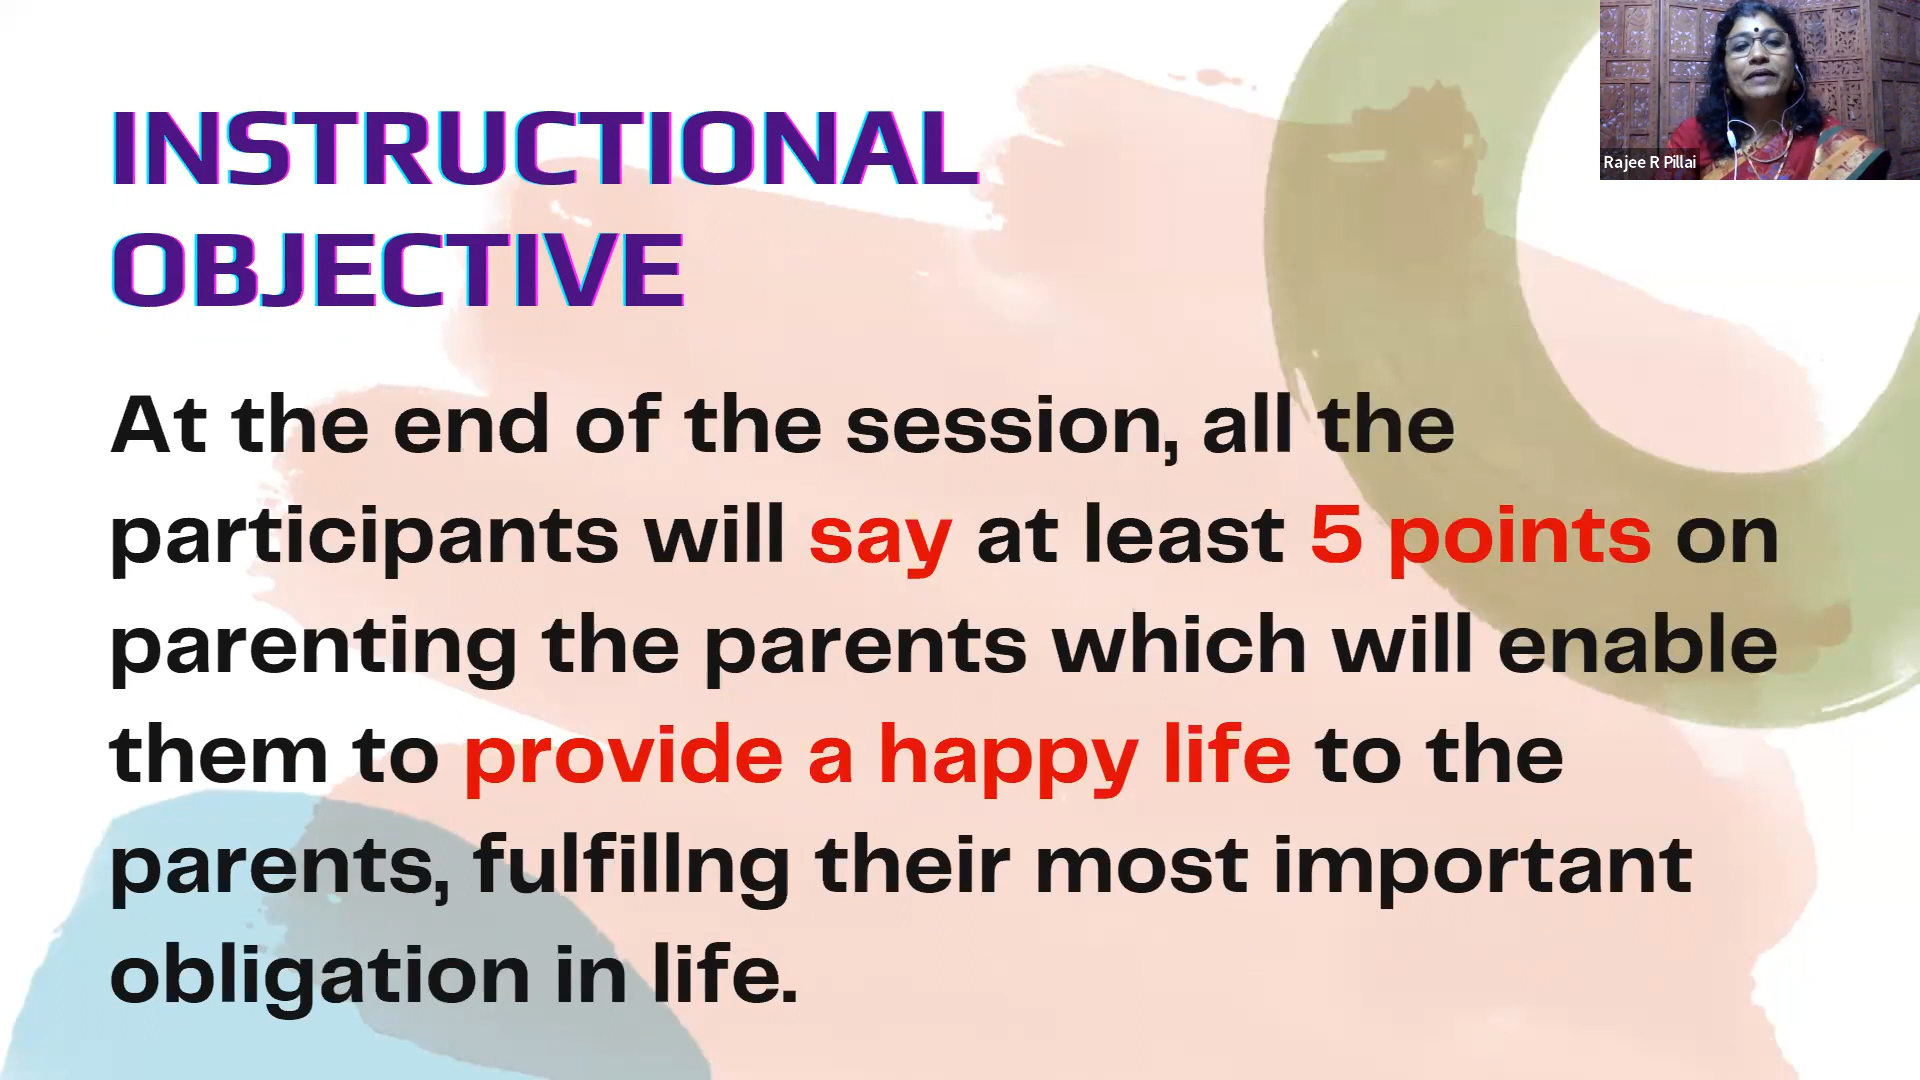 INSTRUCTIONAL
OBJECTIVE
At the end of the session, all the
participants will say at least 5 points on
parenting the parents which will enable
them to provide a happy life to the
parents, fulfillng their most important
obligation in life.
Rajee R Pillai